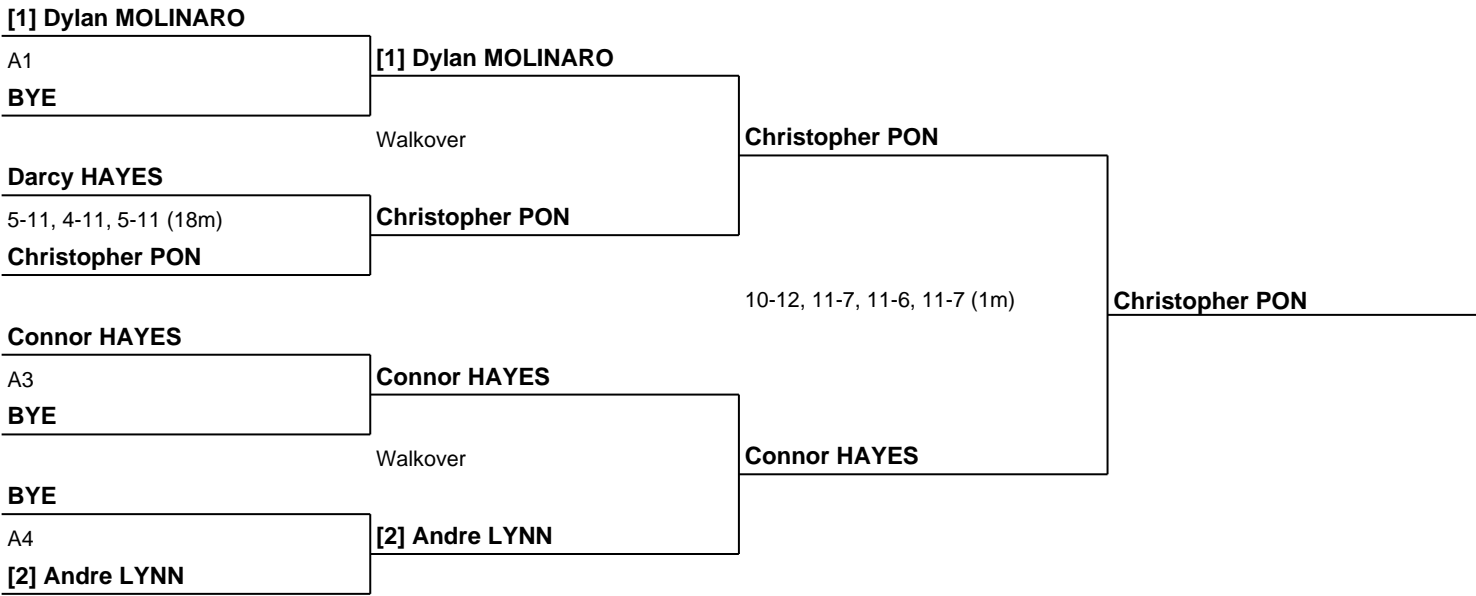 [1] Dylan MOLINARO
A1
[1] Dylan MOLINARO
BYE
Walkover
Christopher PON
Darcy HAYES
5-11, 4-11, 5-11 (18m)
Christopher PON
Christopher PON
10-12, 11-7, 11-6, 11-7 (1m)
Christopher PON
Connor HAYES
A3
Connor HAYES
BYE
Walkover
Connor HAYES
BYE
A4
[2] Andre LYNN
[2] Andre LYNN